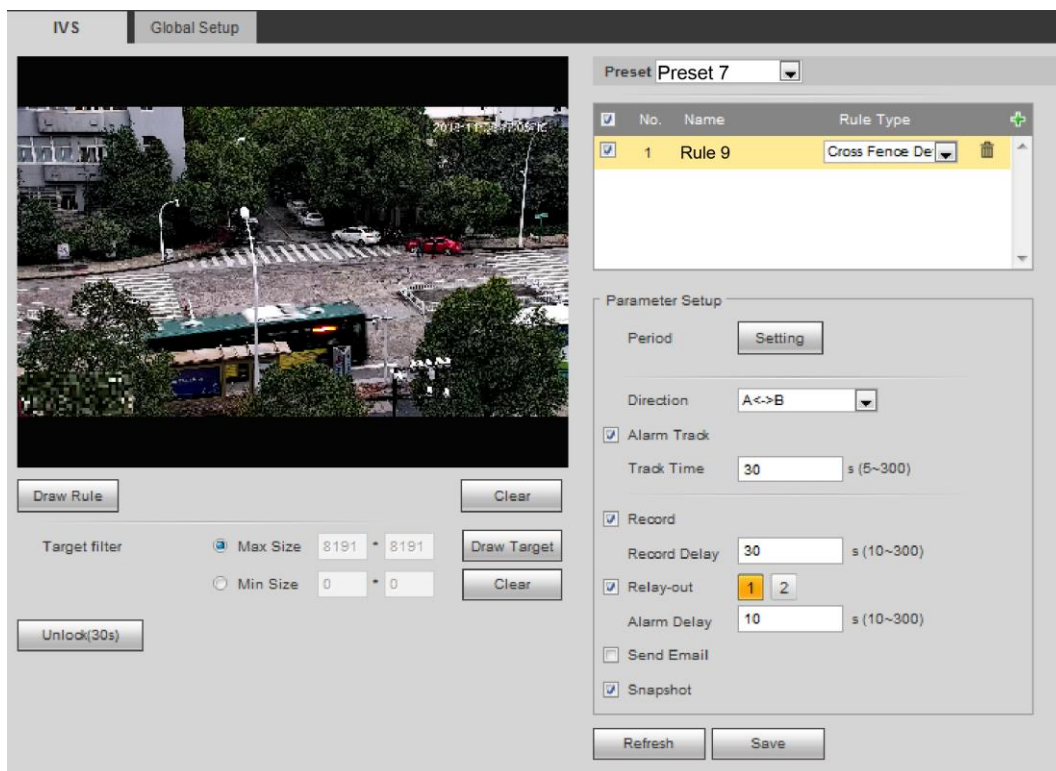 IVS Global Setup
Preset Preset 7
No. Name Rule Type
1 Rule 9 Cross Fence De
Parameter Setup
Period Setting
Direction A<->B
Alarm Track
Track Time 30 s (5~300)
Draw Rule Clear
Record
Target filter Max Size 8191 * 8191 Draw Target
Record Delay 30 s (10~300)
Min Size 0 * 0 Clear
Relay-out 1 2
Alarm Delay 10 s (10~300)
Unlock(30s)
Send Email
Snapshot
Refresh Save